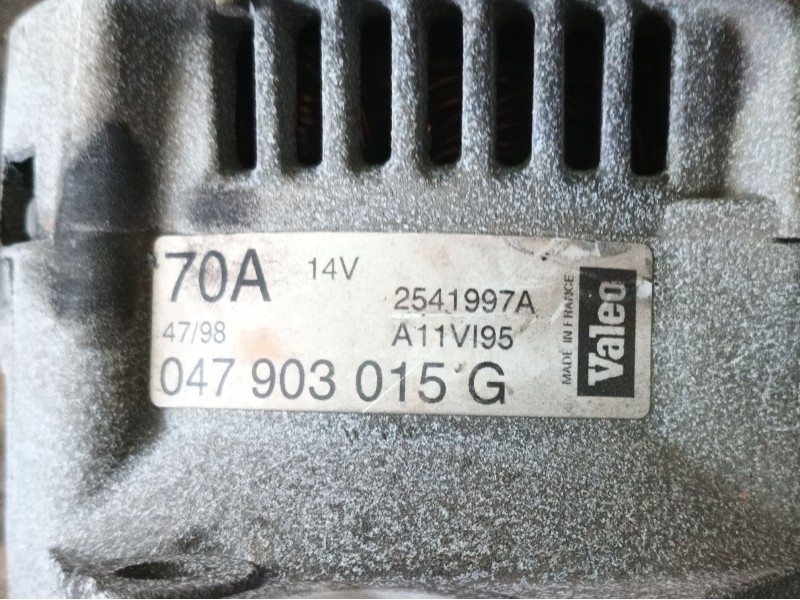 70A 14V
2541997A
47/98 A11VI95
047 903 015 G
MADE IN FRANCE
Valeo